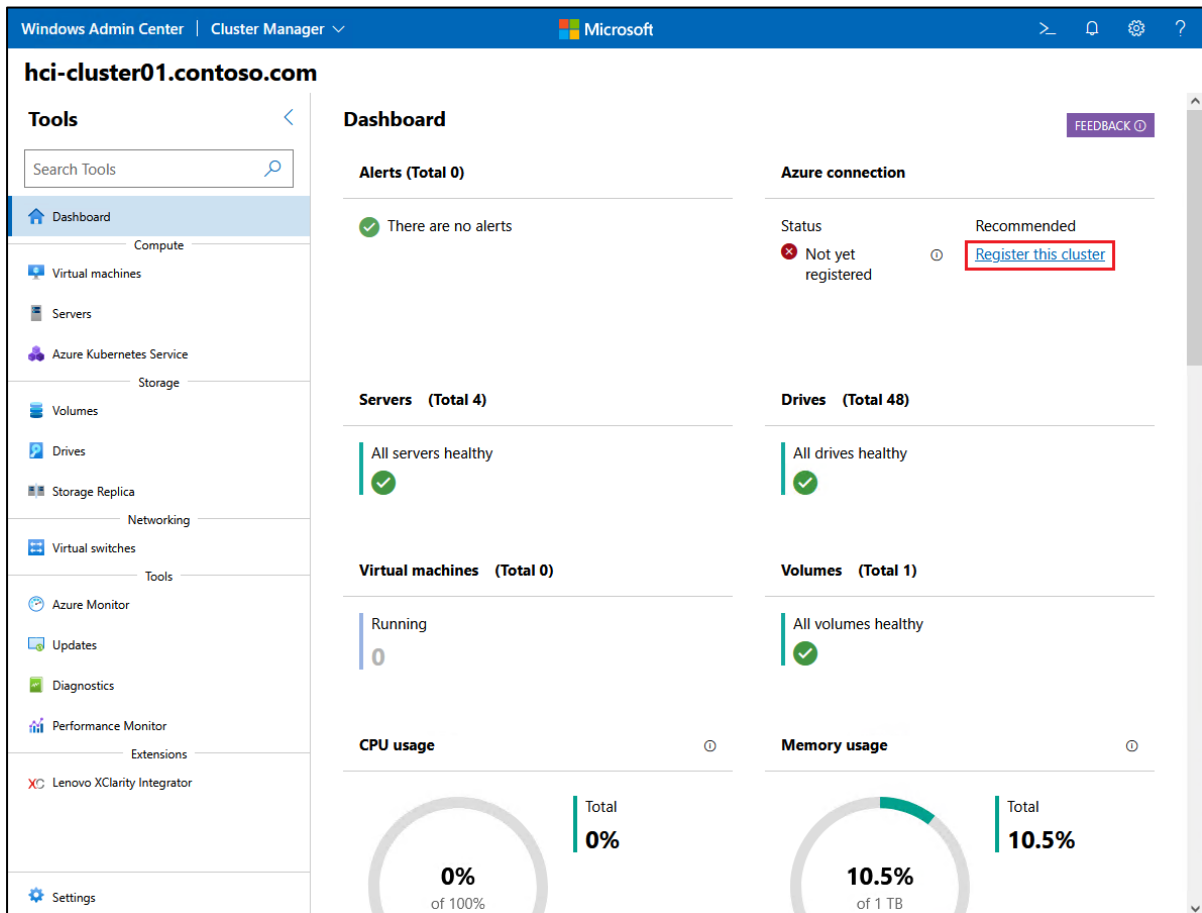 Windows Admin Center | Cluster Manager
Microsoft
hci-cluster01.contoso.com
Tools
Search Tools
Dashboard
Compute
Virtual machines
Servers
Azure Kubernetes Service
Storage
Volumes
Drives
Storage Replica
Networking
Virtual switches
Tools
Azure Monitor
Updates
Diagnostics
Performance Monitor
Extensions
XC Lenovo XClarity Integrator
Settings
Dashboard
FEEDBACK
Alerts (Total 0)
There are no alerts
Azure connection
Status
Not yet
registered
Recommended
Register this cluster
Servers (Total 4)
All servers healthy
Drives (Total 48)
All drives healthy
Virtual machines (Total 0)
Running
0
Volumes (Total 1)
All volumes healthy
CPU usage
0%
of 100%
Total
0%
Memory usage
10.5%
of 1 TB
Total
10.5%